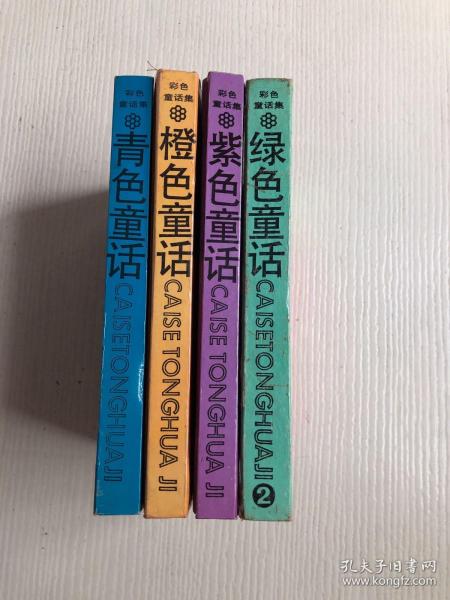 彩色
童话集
青色童话
CAISETONGHUAJI
彩色
童话集
橙色童话
CAISE TONGHUA JI
彩色
童话集
紫色童话
CAISE TONGHUA JI
彩色
童话集
绿色童话
CAISETONGHUAJI
2
孔夫子旧书网
www.kongfz.com